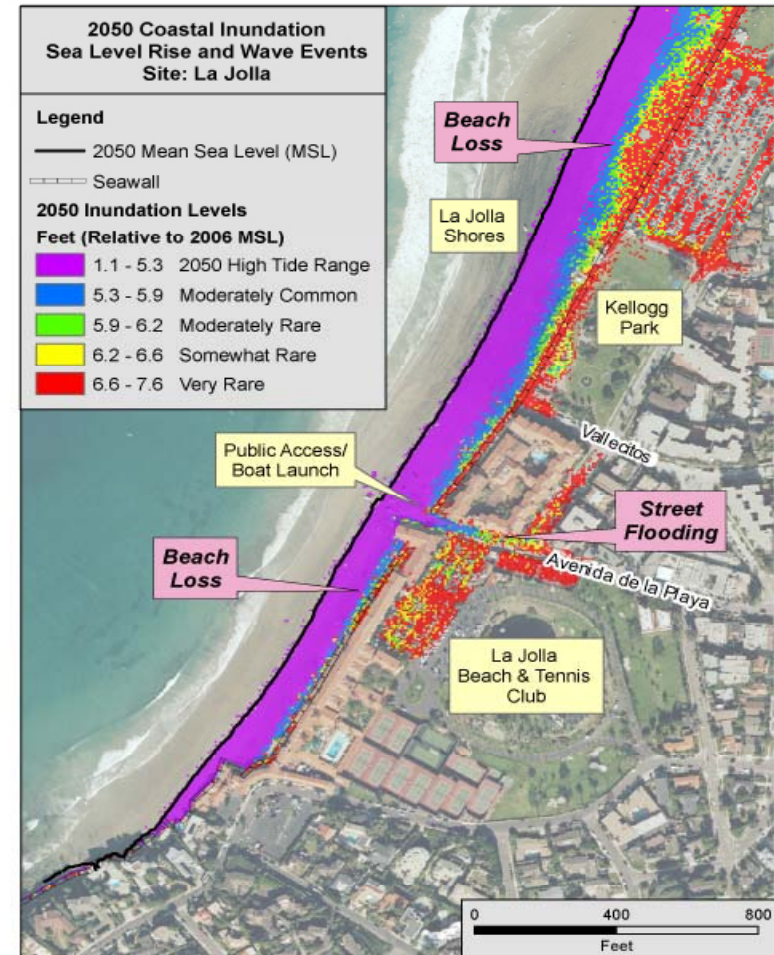 2050 Coastal Inundation
Sea Level Rise and Wave Events
Site: La Jolla
Legend
2050 Mean Sea Level (MSL)
Seawall
2050 Inundation Levels
Feet (Relative to 2006 MSL)
1.1 - 5.3 2050 High Tide Range
5.3 - 5.9 Moderately Common
5.9 - 6.2 Moderately Rare
6.2 - 6.6 Somewhat Rare
6.6 - 7.6 Very Rare
Beach
Loss
La Jolla
Shores
Kellogg
Park
Vallecitos
Public Access/
Boat Launch
Street
Flooding
Beach
Loss
Avenida de la Playa
La Jolla
Beach & Tennis
Club
0 400 800
Feet